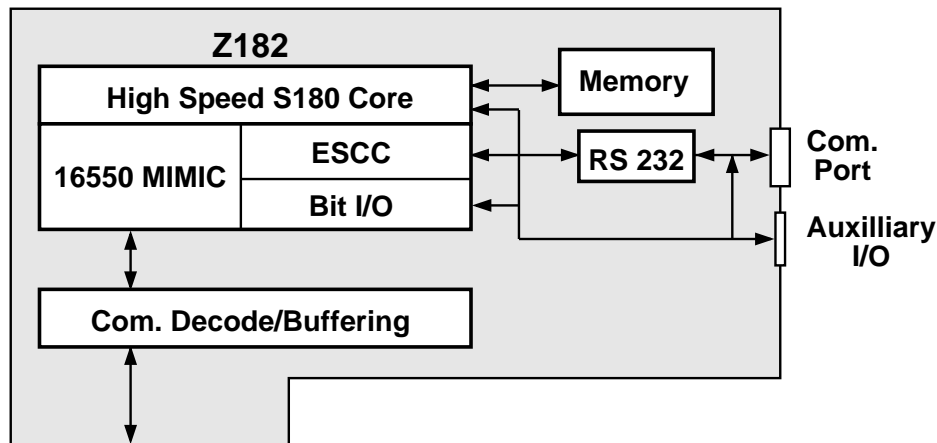 Z182
High Speed S180 Core
Memory
16550 MIMIC
ESCC
Bit I/O
RS 232
Com.
Port
Auxilliary
I/O
Com. Decode/Buffering